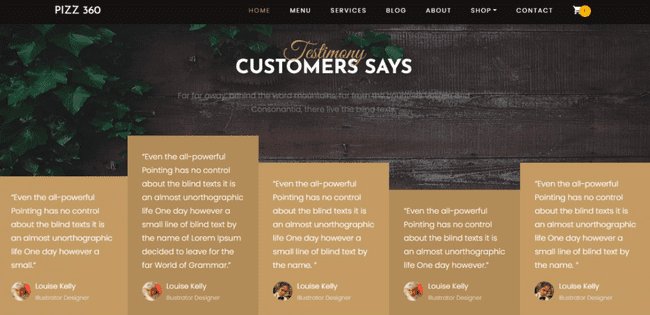 PIZZ 360
HOME MENU SERVICES BLOG ABOUT SHOP CONTACT
Testimony
CUSTOMERS SAYS
Far far away, behind the word mountains, far from the countries Vokalia and
Consonantia, there live the blind texts.
“Even the all-powerful
Pointing has no control
about the blind texts it is
an almost unorthographic
life One day however a
small.”
Louise Kelly
Illustrator Designer
“Even the all-powerful
Pointing has no control
about the blind texts it is
an almost unorthographic
life One day however a
small line of blind text by
the name of Lorem Ipsum
decided to leave for the
far World of Grammar.”
Louise Kelly
Illustrator Designer
“Even the all-powerful
Pointing has no control
about the blind texts it is
an almost unorthographic
life One day however a
small line of blind text by
the name. “
Louise Kelly
Illustrator Designer
“Even the all-powerful
Pointing has no control
about the blind texts it is
an almost unorthographic
life One day however.”
Louise Kelly
Illustrator Designer
“Even the all-powerful
Pointing has no control
about the blind texts it is
an almost unorthographic
life One day however a
small line of blind text by
the name. “
Louise Kelly
Illustrator Designer